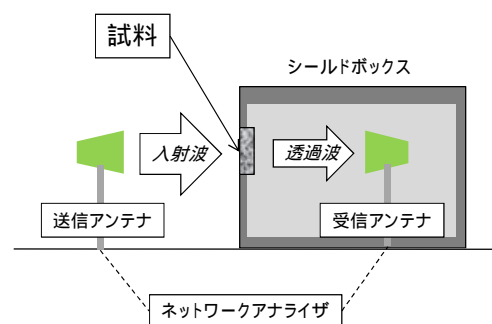 試料
シールドボックス
入射波
透過波
送信アンテナ
受信アンテナ
ネットワークアナライザ